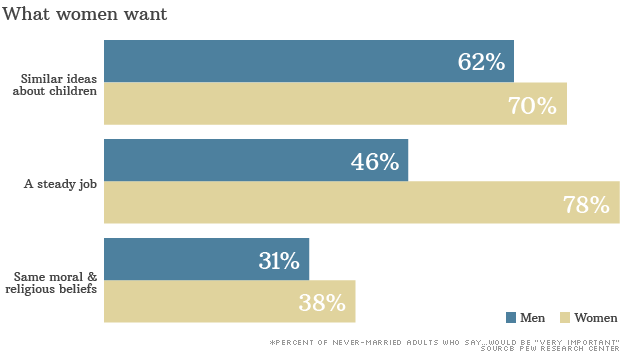 What women want
Similar ideas
about children
62%
70%
A steady job
46%
78%
Same moral &
religious beliefs
31%
38%
Men Women
*PERCENT OF NEVER-MARRIED ADULTS WHO SAY...WOULD BE "VERY IMPORTANT"
SOURCE: PEW RESEARCH CENTER